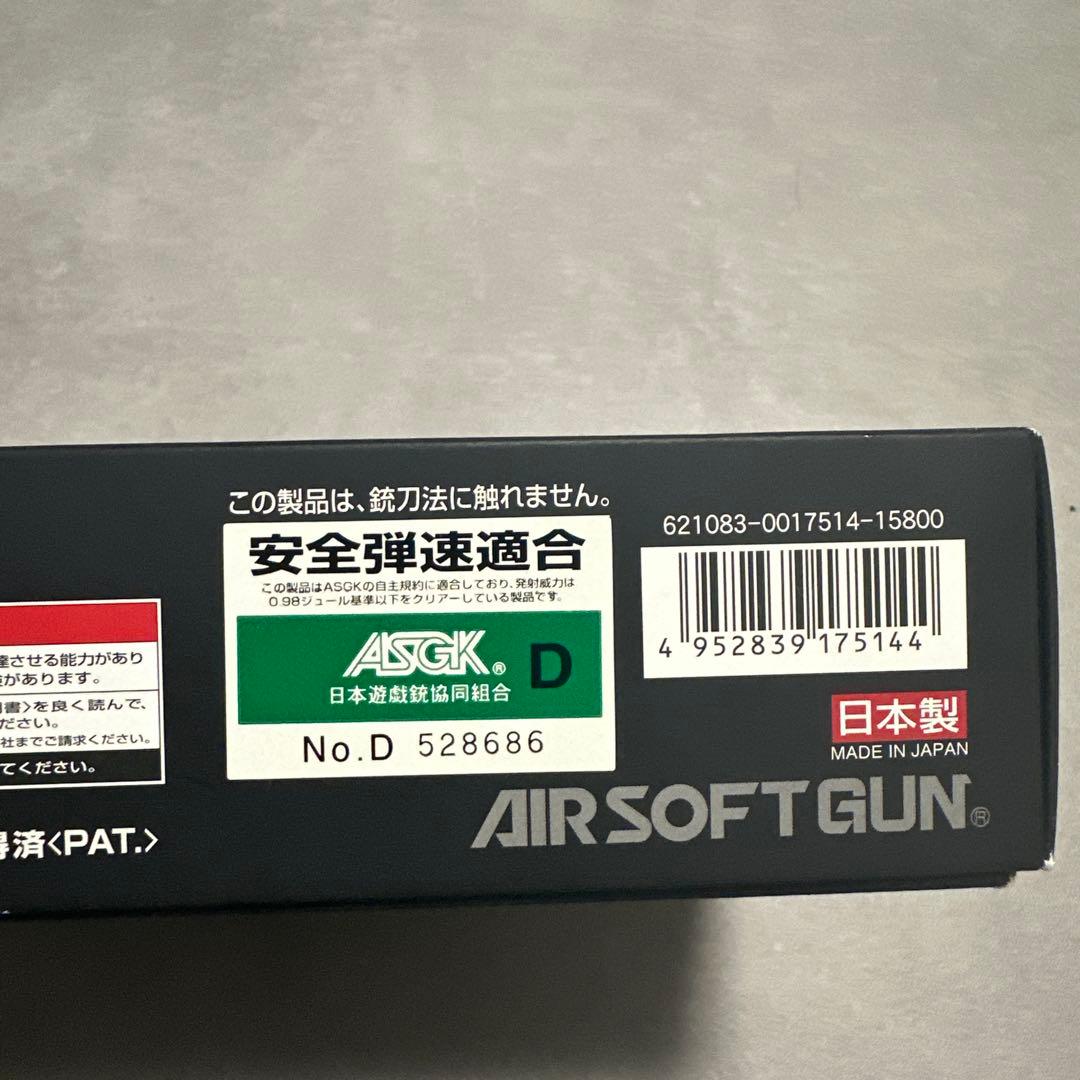 この製品は、銃刀法に触れません。
安全弾速適合
この製品はASGKの自主規約に適合しており、発射威力は
0.98ジュール基準以下をクリアーしている製品です。
ASGK® D
日本遊戯銃協同組合
No.D 528686
621083-0017514-15800
4 952839 175144
日本製
MADE IN JAPAN
AIRSOFTGUN®
達させる能力があり
があります。
書〉を良く読んで、
ださい。
社までご請求ください。
てください。
得済〈PAT.〉